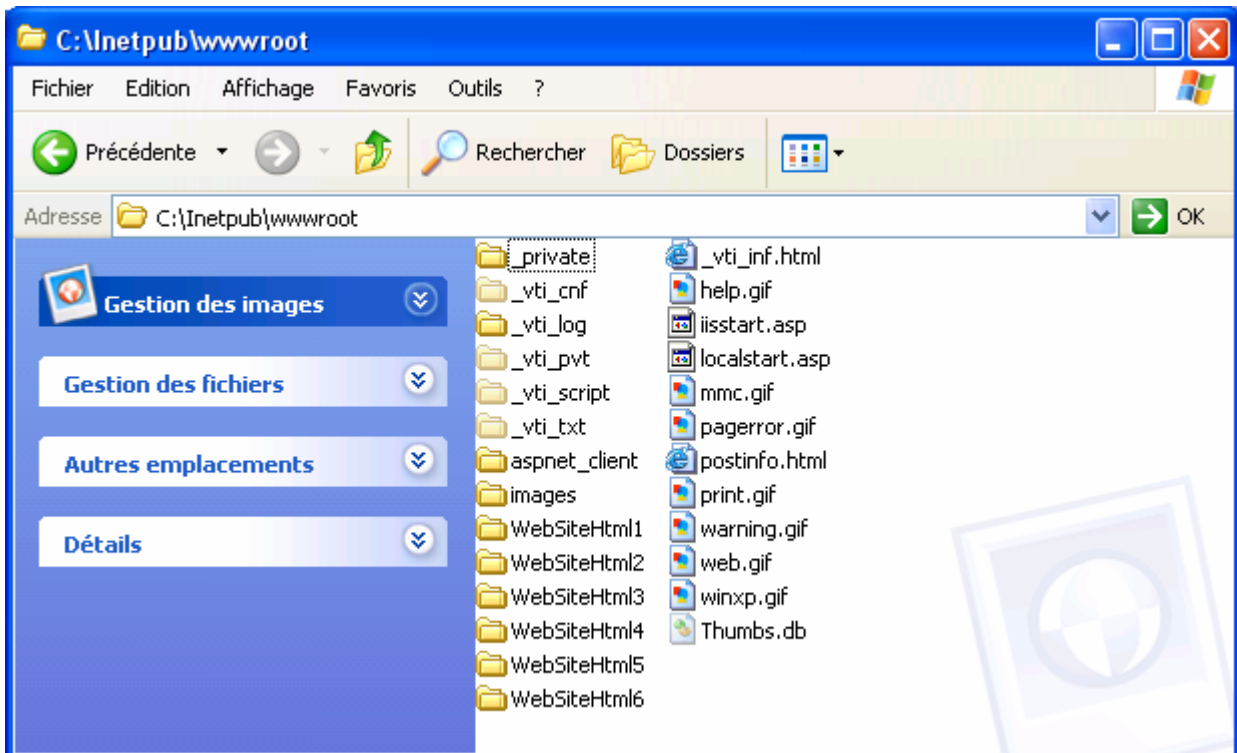 C:\Inetpub\wwwroot
Fichier Edition Affichage Favoris Outils ?
Précédente Rechercher Dossiers
Adresse C:\Inetpub\wwwroot OK
Gestion des images
Gestion des fichiers
Autres emplacements
Détails
_private
_vti_cnf
_vti_log
_vti_pvt
_vti_script
_vti_txt
aspnet_client
images
WebSiteHtml1
WebSiteHtml2
WebSiteHtml3
WebSiteHtml4
WebSiteHtml5
WebSiteHtml6
_vti_inf.html
help.gif
iisstart.asp
localstart.asp
mmc.gif
pagerror.gif
postinfo.html
print.gif
warning.gif
web.gif
winxp.gif
Thumbs.db